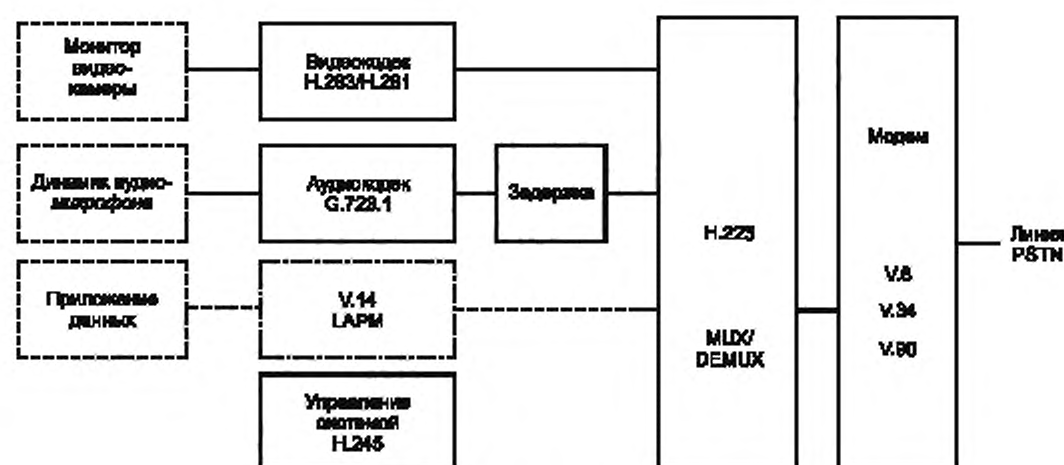 Монитор
видео-
камеры
Видеокодек
H.263/H.261
Динамик аудио-
микрофона
Аудиокодек
G.723.1
Задержка
Приложение
данных
V.14
LAPM
Управление
системой
H.245
H.223
MUX/
DEMUX
Модем
V.8
V.34
V.90
Линия
PSTN